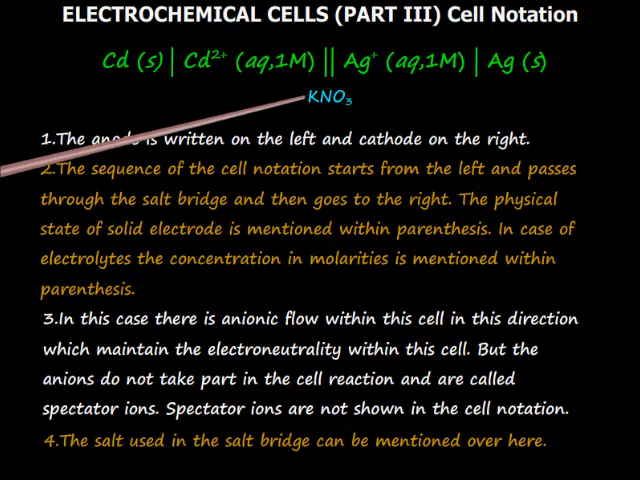 ELECTROCHEMICAL CELLS (PART III) Cell Notation
Cd (s) | Cd²⁺ (aq,1M) || Ag⁺ (aq,1M) | Ag (s)
KNO₃
1.The anode is written on the left and cathode on the right.
2.The sequence of the cell notation starts from the left and passes
through the salt bridge and then goes to the right. The physical
state of solid electrode is mentioned within parenthesis. In case of
electrolytes the concentration in molarities is mentioned within
parenthesis.
3.In this case there is anionic flow within this cell in this direction
which maintain the electroneutrality within this cell. But the
anions do not take part in the cell reaction and are called
spectator ions. Spectator ions are not shown in the cell notation.
4.The salt used in the salt bridge can be mentioned over here.